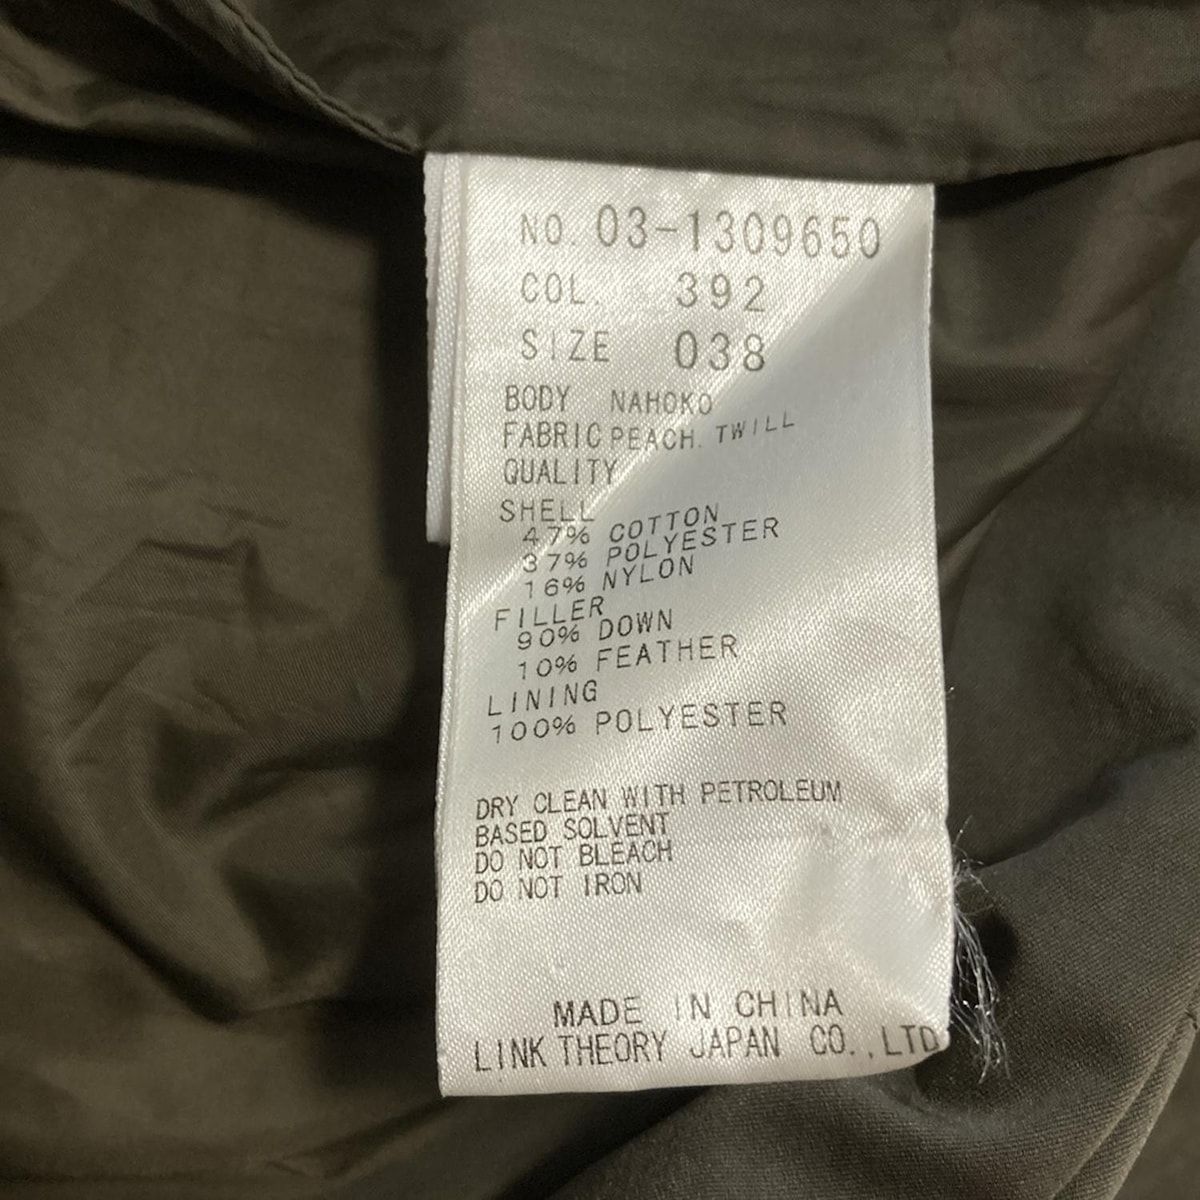 NO. 03-1309650
COL. 392
SIZE 038
BODY NAHOKO
FABRIC PEACH. TWILL
QUALITY
SHELL
47% COTTON
37% POLYESTER
16% NYLON
FILLER
90% DOWN
10% FEATHER
LINING
100% POLYESTER
DRY CLEAN WITH PETROLEUM
BASED SOLVENT
DO NOT BLEACH
DO NOT IRON
MADE IN CHINA
LINK THEORY JAPAN CO.,LTD